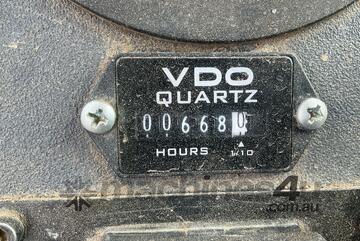 VDO
QUARTZ
006680
HOURS 1/10
machines4u
.com.au